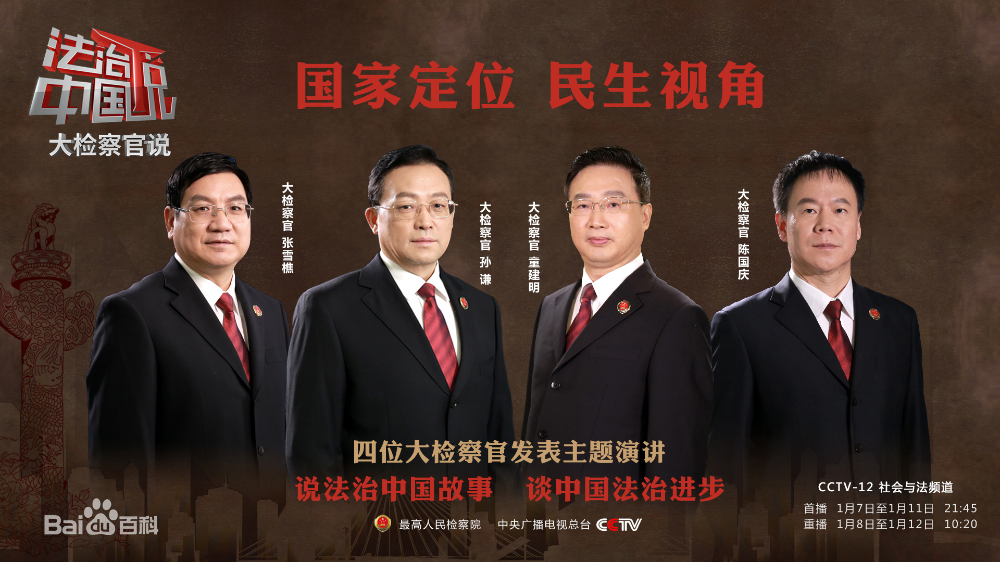 法治
中国说
大检察官说
国家定位 民生视角
大检察官 张雪樵
大检察官 孙谦
大检察官 童建明
大检察官 陈国庆
四位大检察官发表主题演讲
说法治中国故事 谈中国法治进步
最高人民检察院 中央广播电视总台 CCTV
CCTV-12 社会与法频道
首播 1月7日至1月11日 21:45
重播 1月8日至1月12日 10:20
Bai du 百科